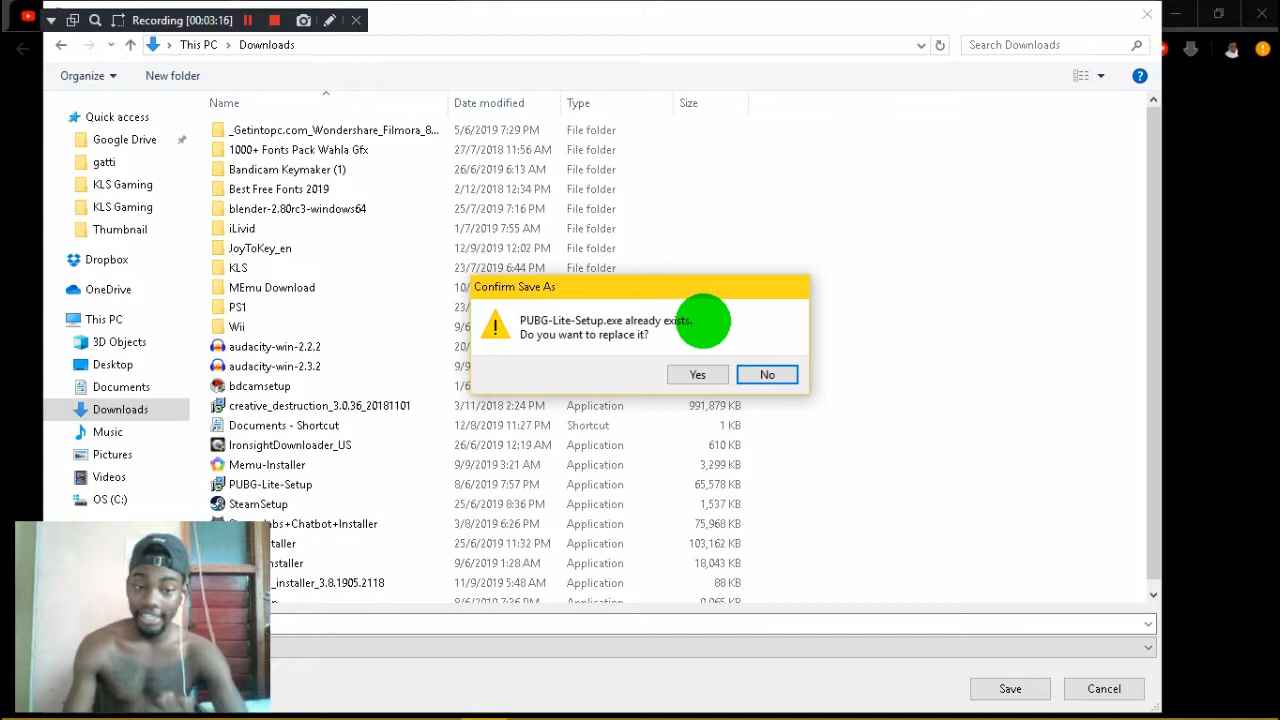 Recording [00:03:16]
This PC
Downloads
Search Downloads
Organize
New folder
Name
Date modified
Type
Size
Quick access
Google Drive
gatti
KLS Gaming
KLS Gaming
Thumbnail
Dropbox
OneDrive
This PC
3D Objects
Desktop
Documents
Downloads
Music
Pictures
Videos
OS (C:)
_Getintopc.com_Wondershare_Filmora_8... 5/6/2019 7:29 PM File folder
1000+ Fonts Pack Wahla Gfx 27/7/2018 11:56 AM File folder
Bandicam Keymaker (1) 26/6/2019 6:13 AM File folder
Best Free Fonts 2019 2/12/2018 12:34 PM File folder
blender-2.80rc3-windows64 25/7/2019 7:16 PM File folder
iLivid 1/7/2019 7:55 AM File folder
JoyToKey_en 12/9/2019 12:02 PM File folder
KLS 23/7/2019 6:44 PM File folder
MEmu Download 10/
PS1 23/
Wii 9/6
audacity-win-2.2.2 20/
audacity-win-2.3.2 9/9
bdcamsetup 1/6
creative_destruction_3.0.36_20181101 3/11/2018 2:24 PM Application 991,879 KB
Documents - Shortcut 12/8/2019 11:27 PM Shortcut 1 KB
IronsightDownloader_US 26/6/2019 12:19 AM Application 610 KB
Memu-Installer 9/9/2019 3:21 AM Application 3,299 KB
PUBG-Lite-Setup 8/6/2019 7:57 PM Application 65,578 KB
SteamSetup 25/6/2019 8:36 PM Application 1,537 KB
abs+Chatbot+Installer 3/8/2019 6:26 PM Application 75,968 KB
taller 25/6/2019 11:32 PM Application 103,162 KB
nstaller 9/6/2019 1:28 AM Application 18,043 KB
_installer_3.8.1905.2118 11/9/2019 5:48 AM Application 88 KB
Confirm Save As
PUBG-Lite-Setup.exe already exists.
Do you want to replace it?
Yes
No
Save
Cancel